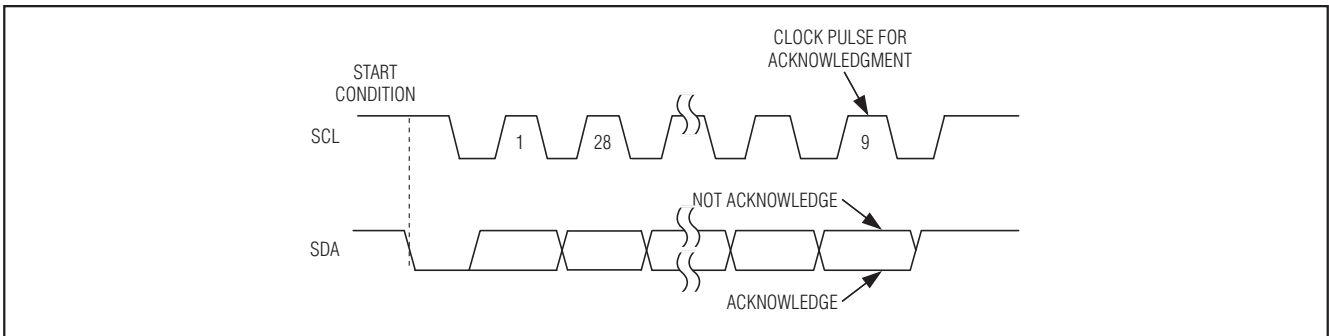 CLOCK PULSE FOR
ACKNOWLEDGMENT
START
CONDITION
SCL
1
28
9
NOT ACKNOWLEDGE
SDA
ACKNOWLEDGE